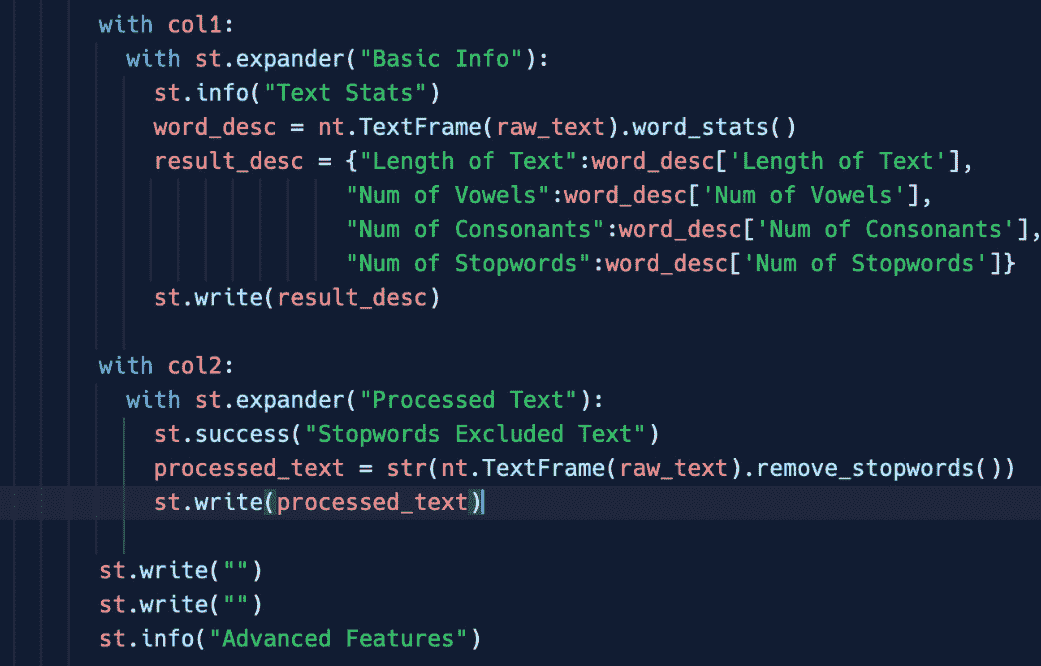 with col1:
with st.expander("Basic Info"):
st.info("Text Stats")
word_desc = nt.TextFrame(raw_text).word_stats()
result_desc = {"Length of Text":word_desc['Length of Text'],
"Num of Vowels":word_desc['Num of Vowels'],
"Num of Consonants":word_desc['Num of Consonants'],
"Num of Stopwords":word_desc['Num of Stopwords']}
st.write(result_desc)
with col2:
with st.expander("Processed Text"):
st.success("Stopwords Excluded Text")
processed_text = str(nt.TextFrame(raw_text).remove_stopwords())
st.write(processed_text)
st.write("")
st.write("")
st.info("Advanced Features")